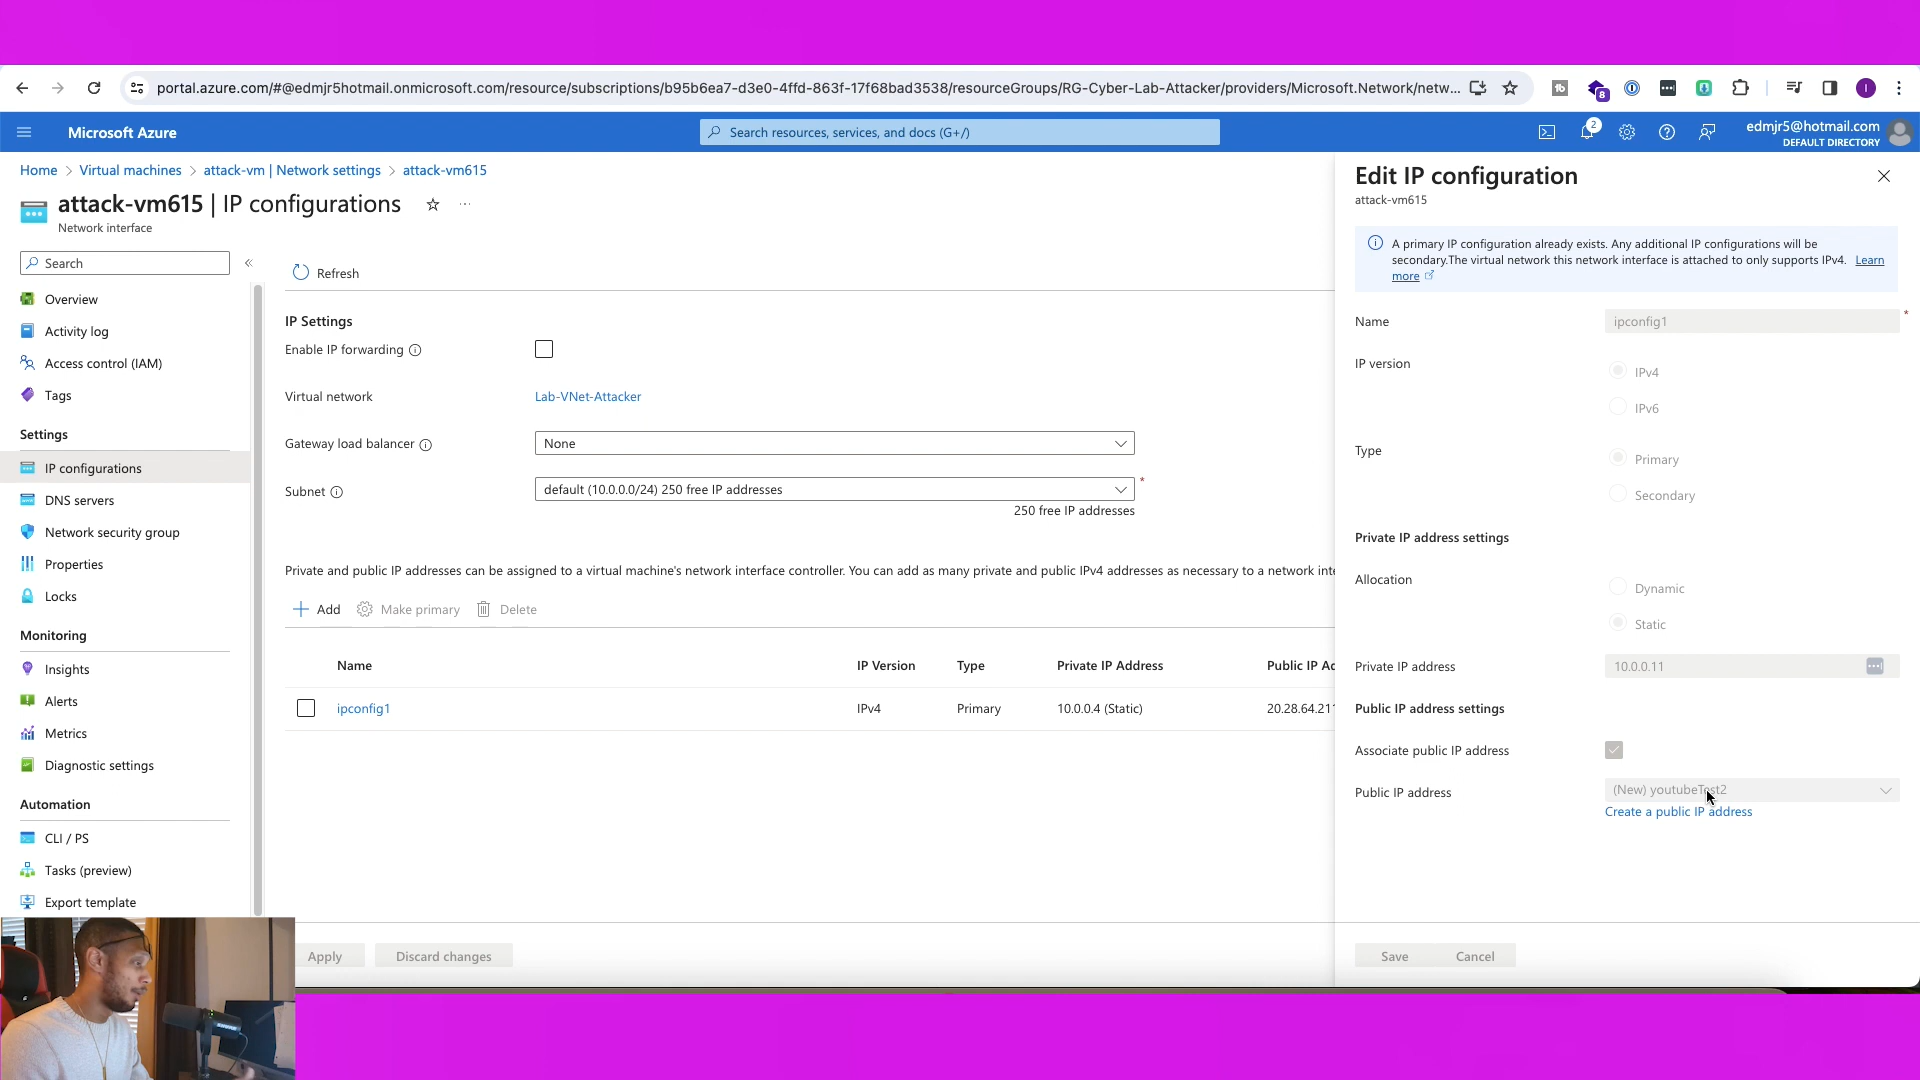 portal.azure.com/#@edmjr5hotmail.onmicrosoft.com/resource/subscriptions/b95b6ea7-d3e0-4ffd-863f-17f68bad3538/resourceGroups/RG-Cyber-Lab-Attacker/providers/Microsoft.Network/netw...
8
I
Microsoft Azure
Search resources, services, and docs (G+/)
2
edmjr5@hotmail.com
DEFAULT DIRECTORY
Home > Virtual machines > attack-vm | Network settings > attack-vm615
attack-vm615 | IP configurations
Network interface
Search
Overview
Activity log
Access control (IAM)
Tags
Settings
IP configurations
DNS servers
Network security group
Properties
Locks
Monitoring
Insights
Alerts
Metrics
Diagnostic settings
Automation
CLI / PS
Tasks (preview)
Export template
Refresh
IP Settings
Enable IP forwarding
Virtual network
Lab-VNet-Attacker
Gateway load balancer
None
Subnet
default (10.0.0.0/24) 250 free IP addresses
*
250 free IP addresses
Private and public IP addresses can be assigned to a virtual machine's network interface controller. You can add as many private and public IPv4 addresses as necessary to a network inte
Add
Make primary
Delete
Name IP Version Type Private IP Address Public IP Ad
ipconfig1 IPv4 Primary 10.0.0.4 (Static) 20.28.64.211
Apply
Discard changes
Edit IP configuration
attack-vm615
A primary IP configuration already exists. Any additional IP configurations will be
secondary.The virtual network this network interface is attached to only supports IPv4. Learn
more
Name
ipconfig1
*
IP version
IPv4
IPv6
Type
Primary
Secondary
Private IP address settings
Allocation
Dynamic
Static
Private IP address
10.0.0.11
Public IP address settings
Associate public IP address
Public IP address
(New) youtubeTest2
Create a public IP address
Save
Cancel